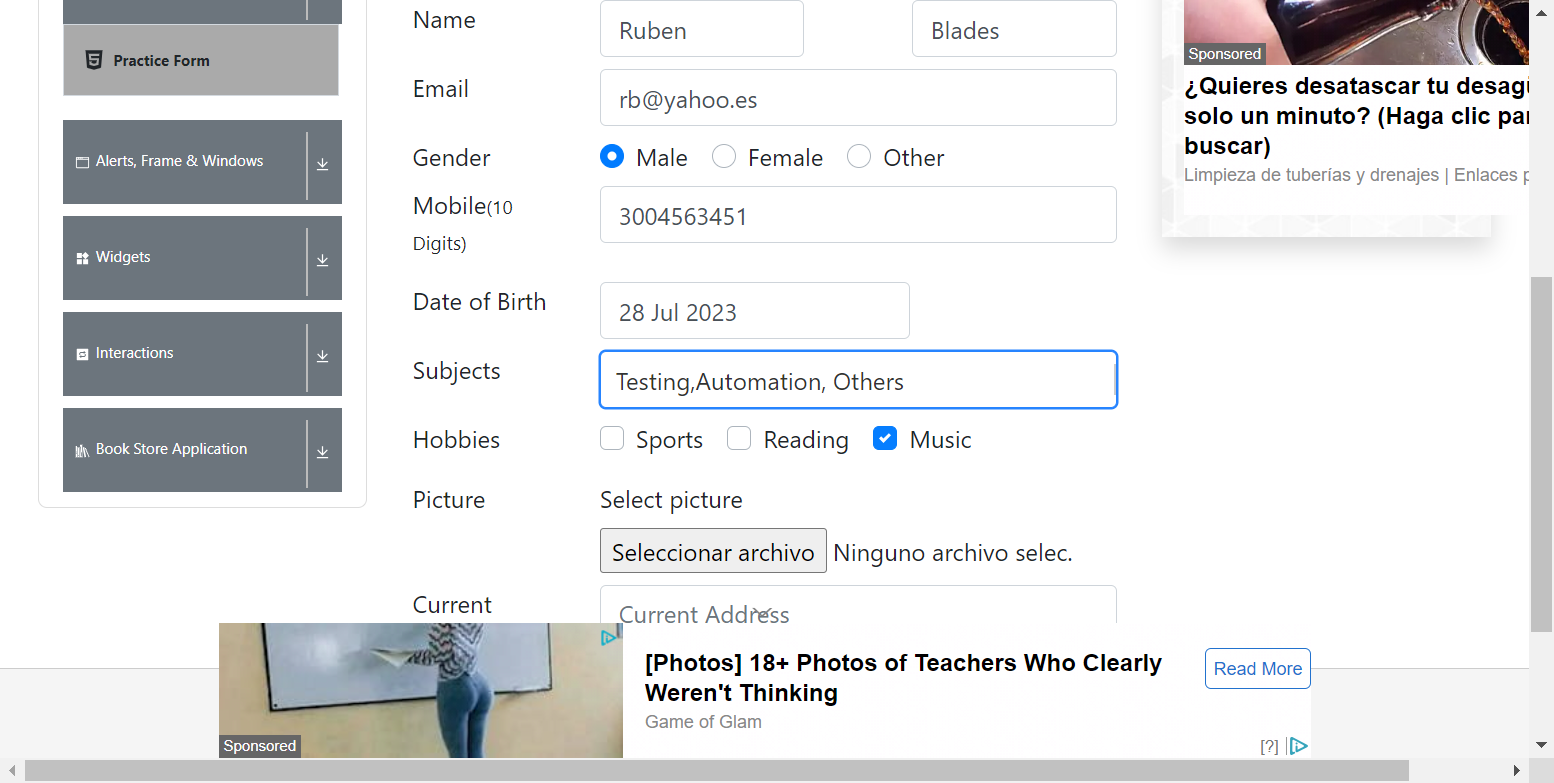 Practice Form
Alerts, Frame & Windows
Widgets
Interactions
Book Store Application
Name
Ruben
Blades
Email
rb@yahoo.es
Gender
Male
Female
Other
Mobile(10
Digits)
3004563451
Date of Birth
28 Jul 2023
Subjects
Testing,Automation, Others
Hobbies
Sports
Reading
Music
Picture
Select picture
Seleccionar archivo
Ninguno archivo selec.
Current
Current Address
Sponsored
¿Quieres desatascar tu desag
solo un minuto? (Haga clic par
buscar)
Limpieza de tuberías y drenajes | Enlaces p
[Photos] 18+ Photos of Teachers Who Clearly
Weren't Thinking
Game of Glam
Read More
Sponsored
[?]